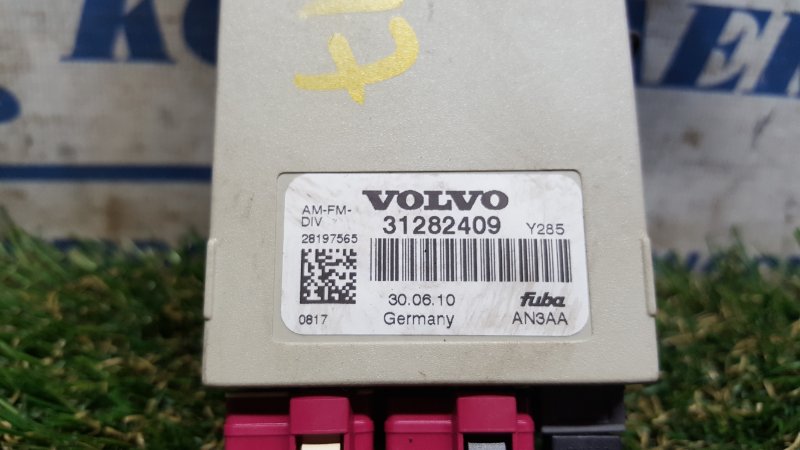 AM-FM-
DIV
VOLVO
31282409
Y285
28197565
30.06.10
fuba
0817
Germany
AN3AA